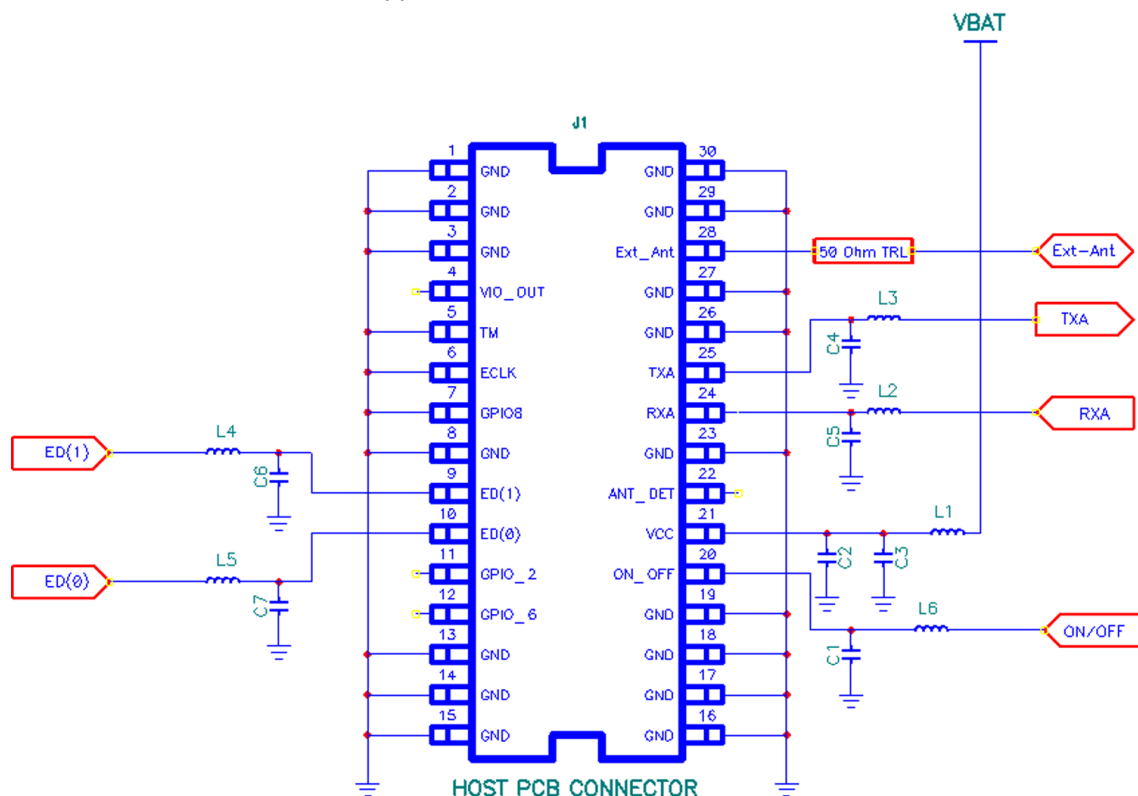 VBAT
J1
1 GND
2 GND
3 GND
4 VIO_OUT
5 TM
6 ECLK
7 GPIO8
8 GND
9 ED(1)
10 ED(0)
11 GPIO_2
12 GPIO_6
13 GND
14 GND
15 GND
30 GND
29 GND
28 Ext_Ant
27 GND
26 GND
25 TXA
24 RXA
23 GND
22 ANT_DET
21 VCC
20 ON_OFF
19 GND
18 GND
17 GND
16 GND
ED(1)
L4
C6
ED(0)
L5
C7
50 Ohm TRL
Ext-Ant
L3
TXA
C4
L2
RXA
C5
L1
C2
C3
L6
ON/OFF
C1
HOST PCB CONNECTOR